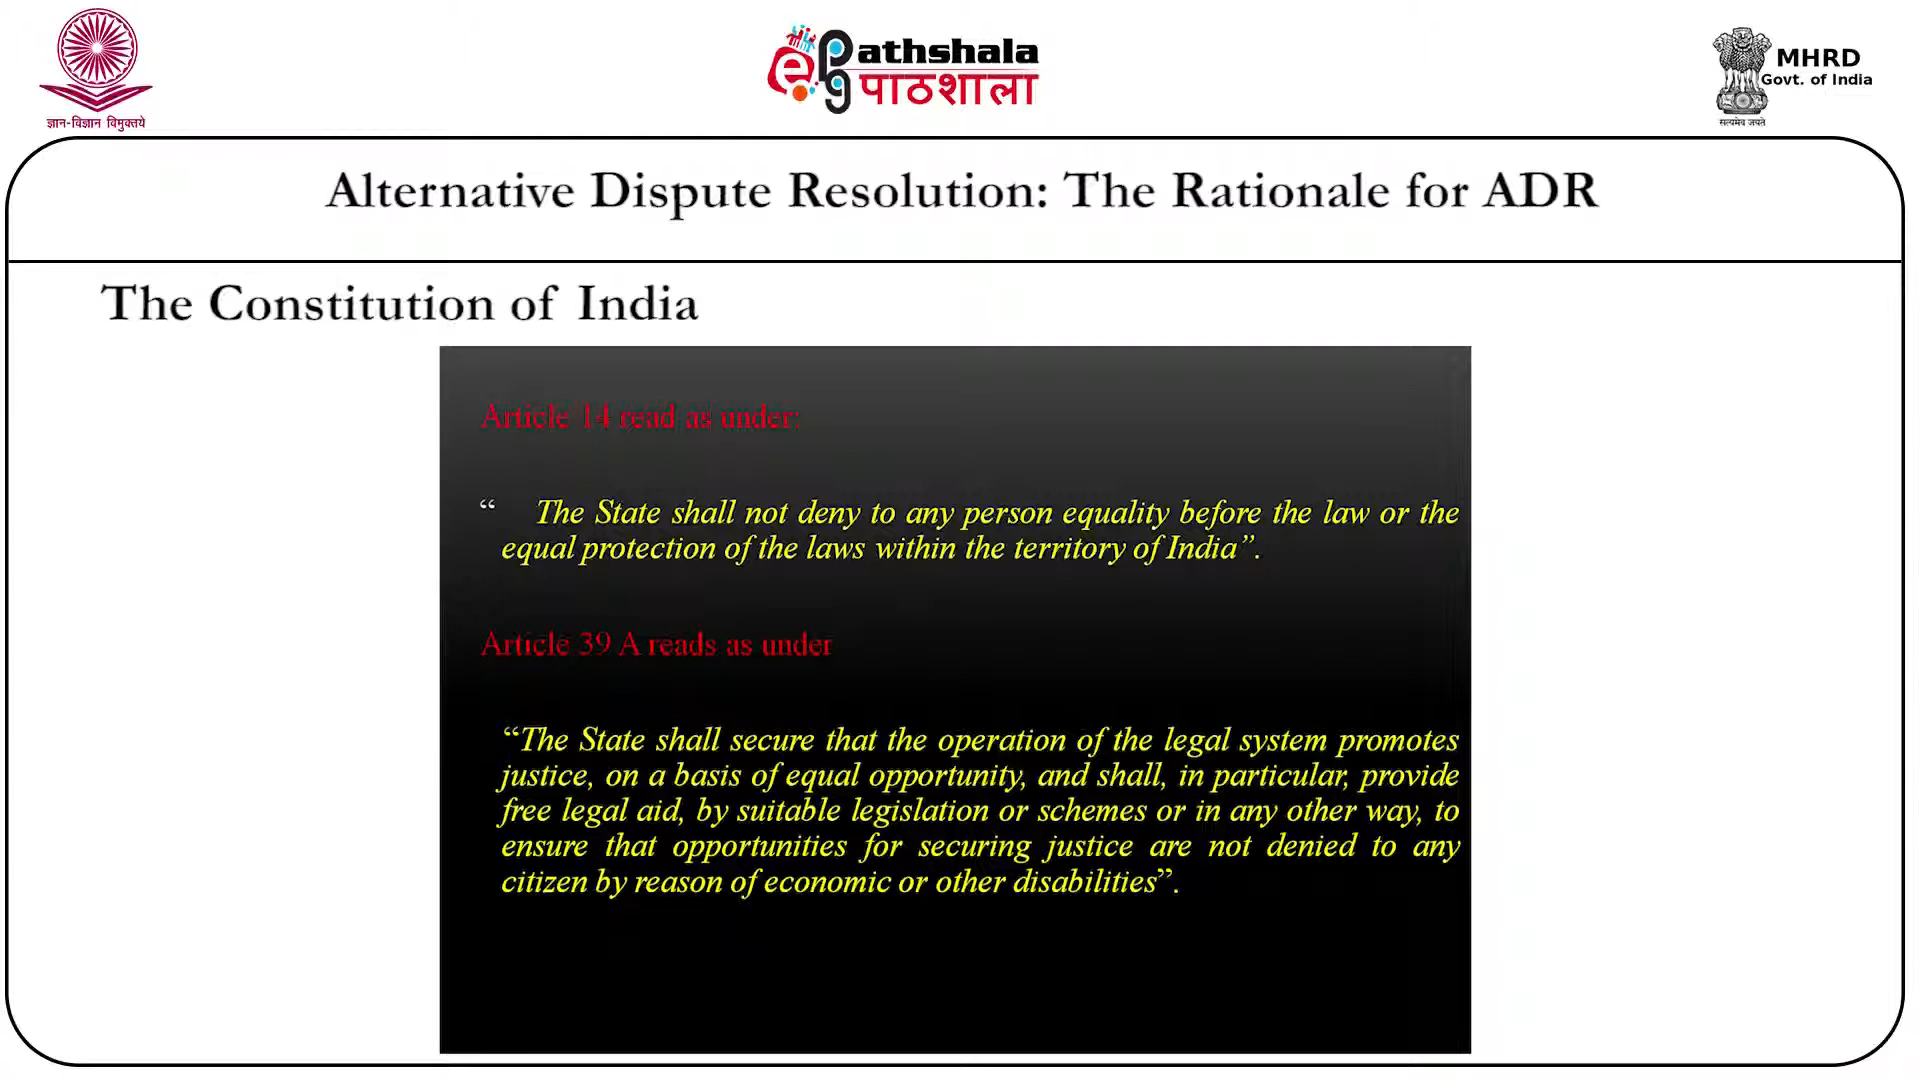 ज्ञान-विज्ञान विमुक्तये
e pg athshala
पाठशाला
MHRD
Govt. of India
सत्यमेव जयते
Alternative Dispute Resolution: The Rationale for ADR
The Constitution of India
Article 14 read as under:
“ The State shall not deny to any person equality before the law or the
equal protection of the laws within the territory of India”.
Article 39 A reads as under
“The State shall secure that the operation of the legal system promotes
justice, on a basis of equal opportunity, and shall, in particular, provide
free legal aid, by suitable legislation or schemes or in any other way, to
ensure that opportunities for securing justice are not denied to any
citizen by reason of economic or other disabilities”.